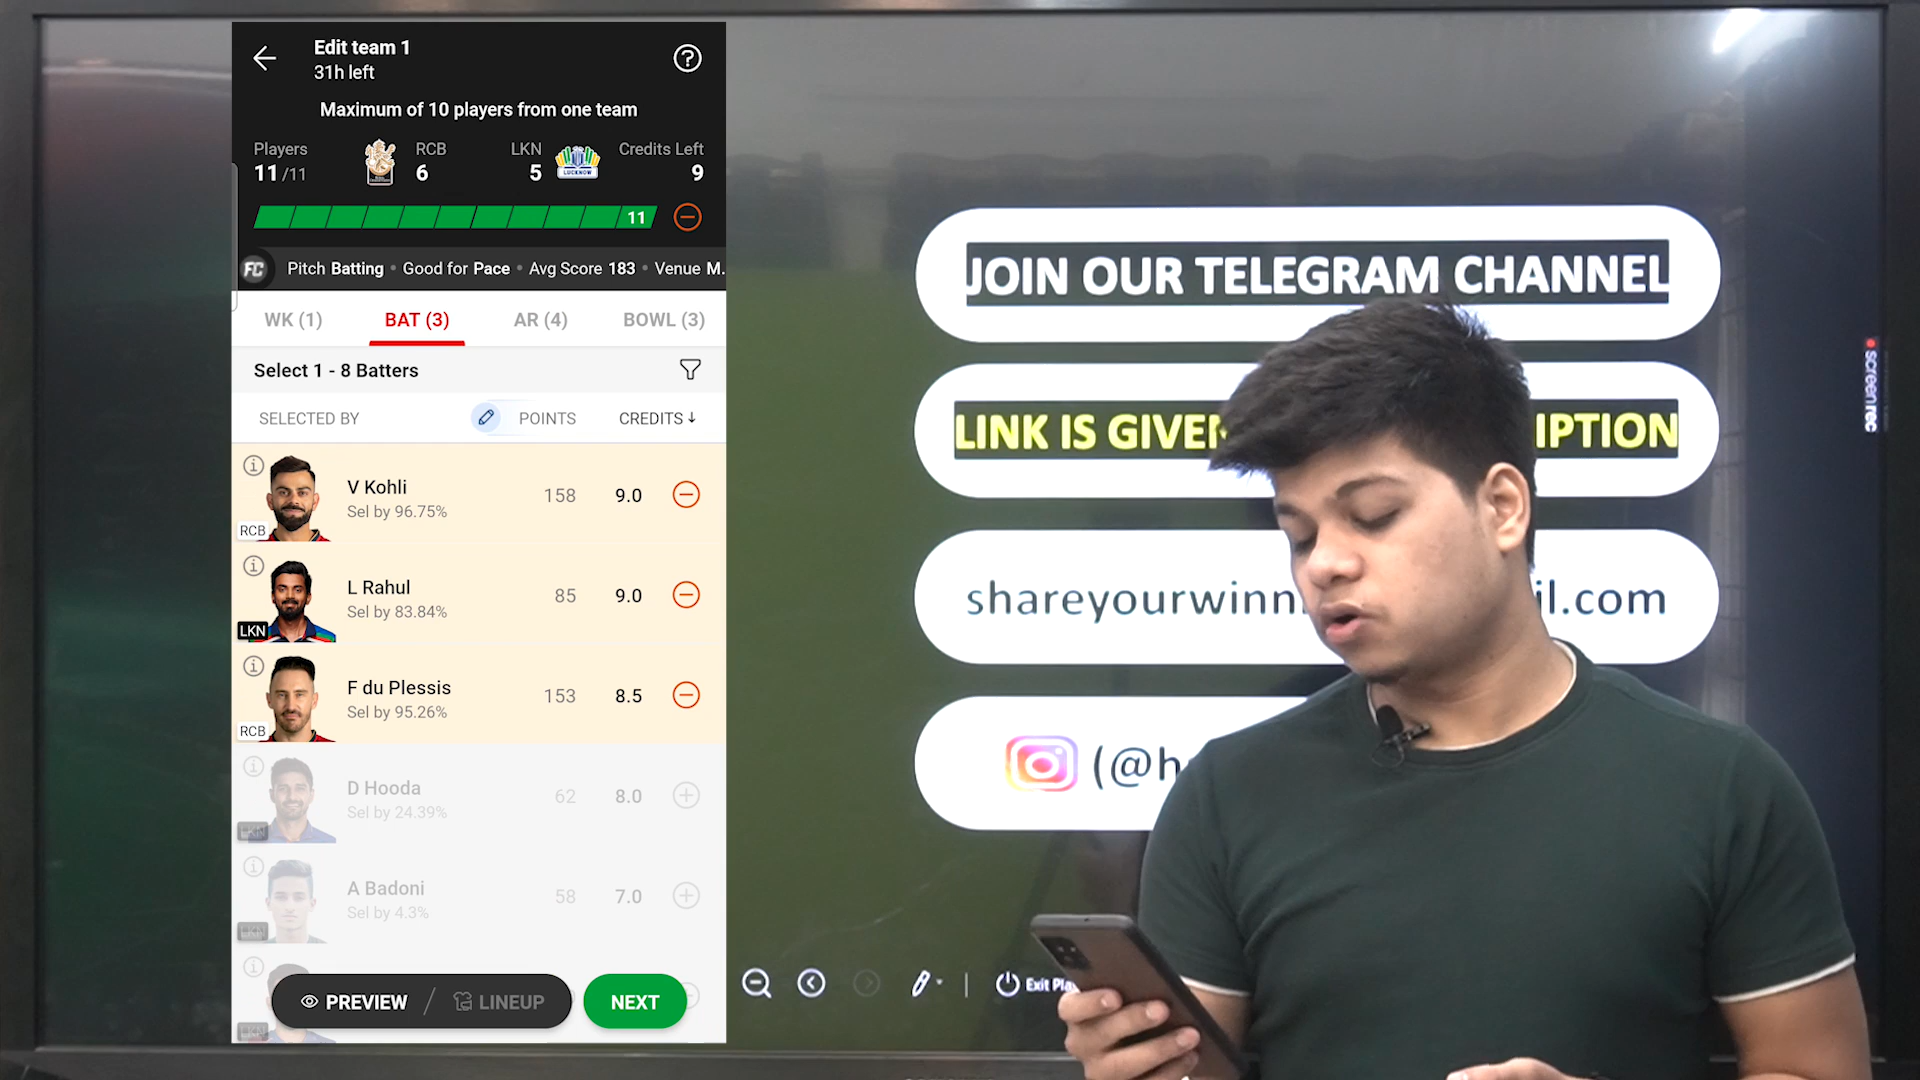 Edit team 1
31h left
Maximum of 10 players from one team
Players
11/11
RCB
6
LKN
5
LUCKNOW
Credits Left
9
11
FC
Pitch Batting • Good for Pace • Avg Score 183 • Venue M.
WK (1)
BAT (3)
AR (4)
BOWL (3)
Select 1 - 8 Batters
SELECTED BY
POINTS
CREDITS↓
V Kohli
Sel by 96.75%
158
9.0
RCB
L Rahul
Sel by 83.84%
85
9.0
LKN
F du Plessis
Sel by 95.26%
153
8.5
RCB
D Hooda
Sel by 24.39%
62
8.0
LKN
A Badoni
Sel by 4.3%
58
7.0
PREVIEW / LINEUP
NEXT
JOIN OUR TELEGRAM CHANNEL
LINK IS GIVEN IPTION
shareyourwinn il.com
(@h
Exit Pla
screenrec